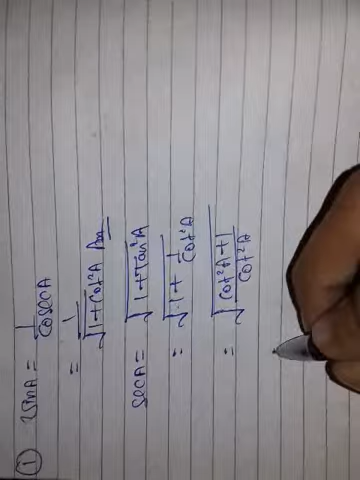 ① sinA = 1/cosecA
= 1/√(1+cot²A) Ans
secA = √(1+Tan²A)
= √(1 + 1/Cot²A)
= √((Cot²A+1)/Cot²A)